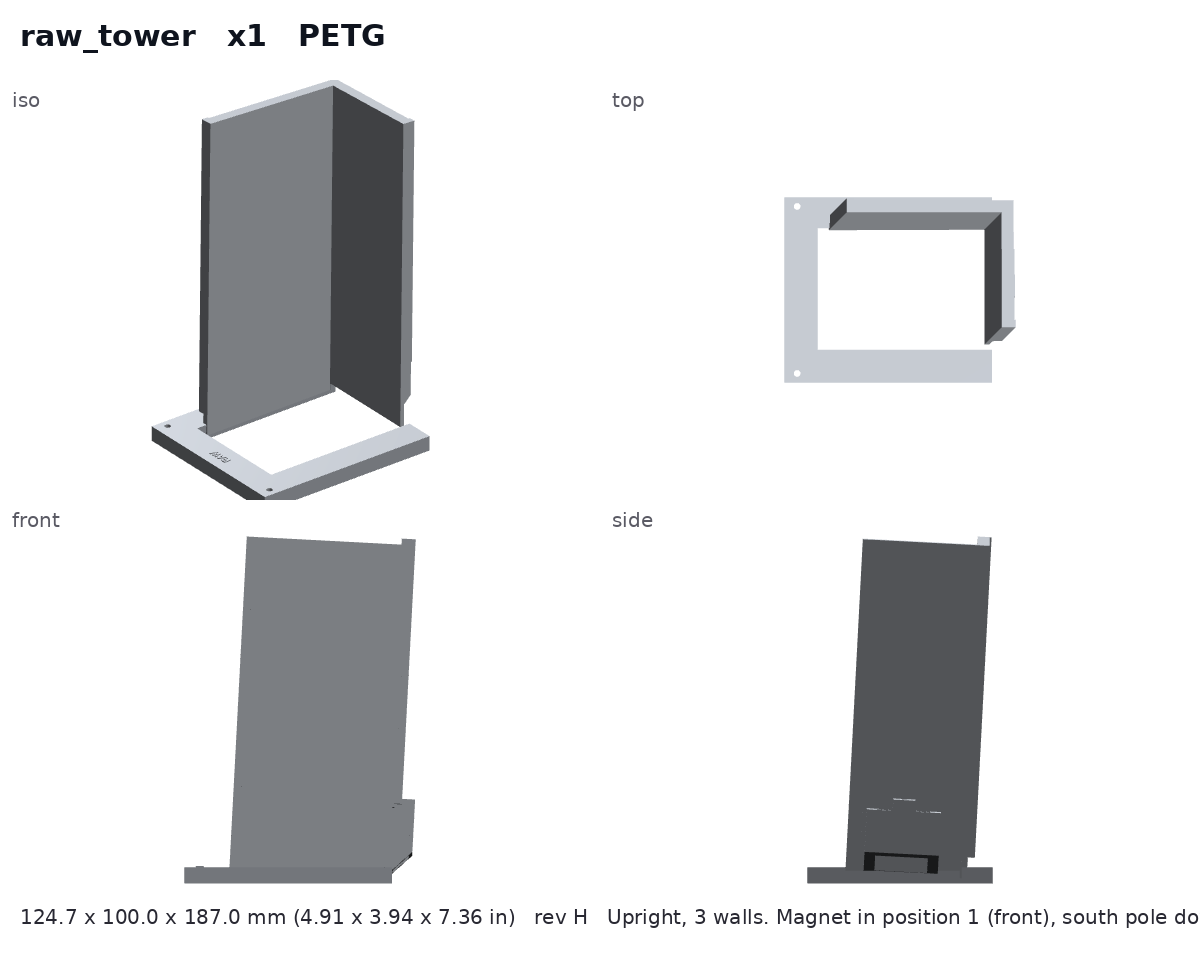 raw_tower x1 PETG
iso
top
front
side
124.7 x 100.0 x 187.0 mm (4.91 x 3.94 x 7.36 in) rev H Upright, 3 walls. Magnet in position 1 (front), south pole do